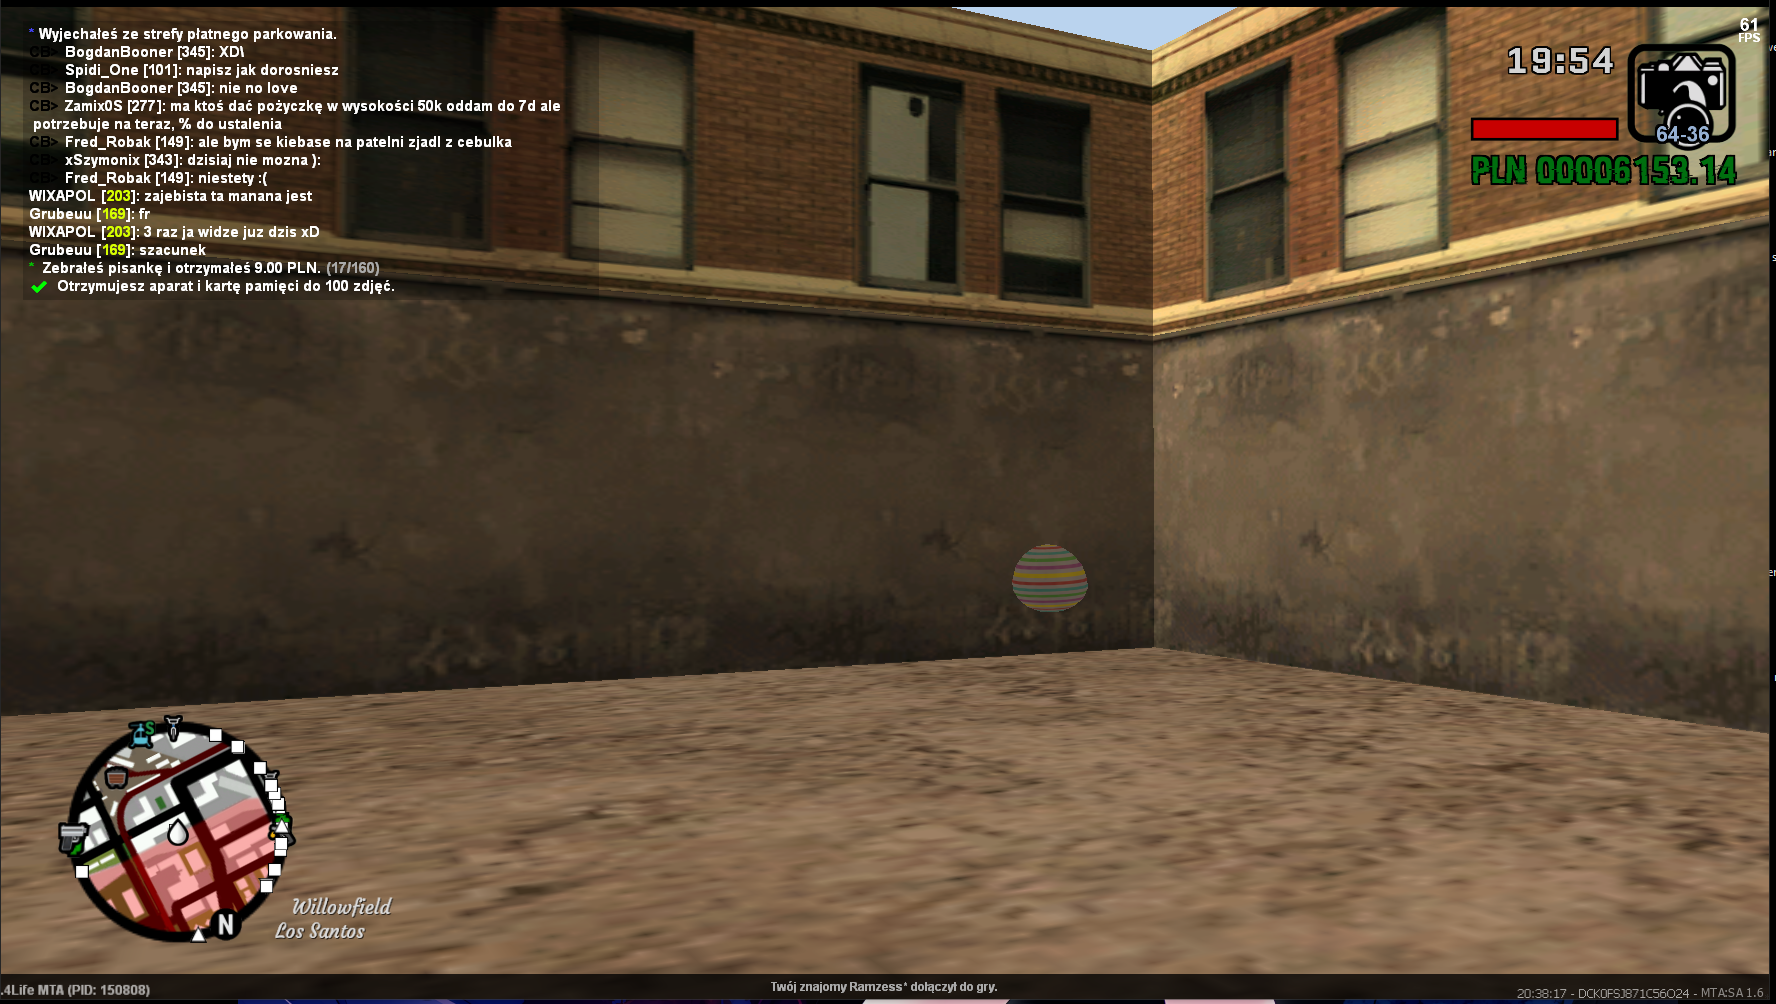 * Wyjechałeś ze strefy płatnego parkowania.
CB> BogdanBooner [345]: XD\
CB> Spidi_One [101]: napisz jak dorosniesz
CB> BogdanBooner [345]: nie no love
CB> Zamix0S [277]: ma ktoś dać pożyczkę w wysokości 50k oddam do 7d ale
potrzebuje na teraz, % do ustalenia
CB> Fred_Robak [149]: ale bym se kiebase na patelni zjadl z cebulka
CB> xSzymonix [343]: dzisiaj nie mozna ):
CB> Fred_Robak [149]: niestety :(
WIXAPOL [203]: zajebista ta manana jest
Grubeuu [169]: fr
WIXAPOL [203]: 3 raz ja widze juz dzis xD
Grubeuu [169]: szacunek
* Zebrałeś pisankę i otrzymałeś 9.00 PLN. (17/160)
Otrzymujesz aparat i kartę pamięci do 100 zdjęć.
61
FPS
19:54
64-36
PLN 00006153.14
S
N
Willowfield
Los Santos
.4Life MTA (PID: 150808)
Twój znajomy Ramzess* dołączył do gry.
20:38:17 - DCK0FSJ871C56O24 - MTA:SA 1.6